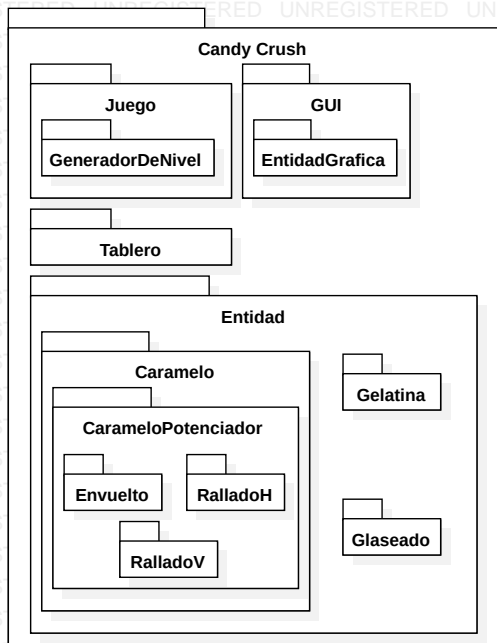 UNREGISTERED UNREGISTERED UN
Candy Crush
Juego
GUI
GeneradorDeNivel
EntidadGrafica
Tablero
Entidad
Caramelo
Gelatina
CarameloPotenciador
Envuelto
RalladoH
Glaseado
RalladoV